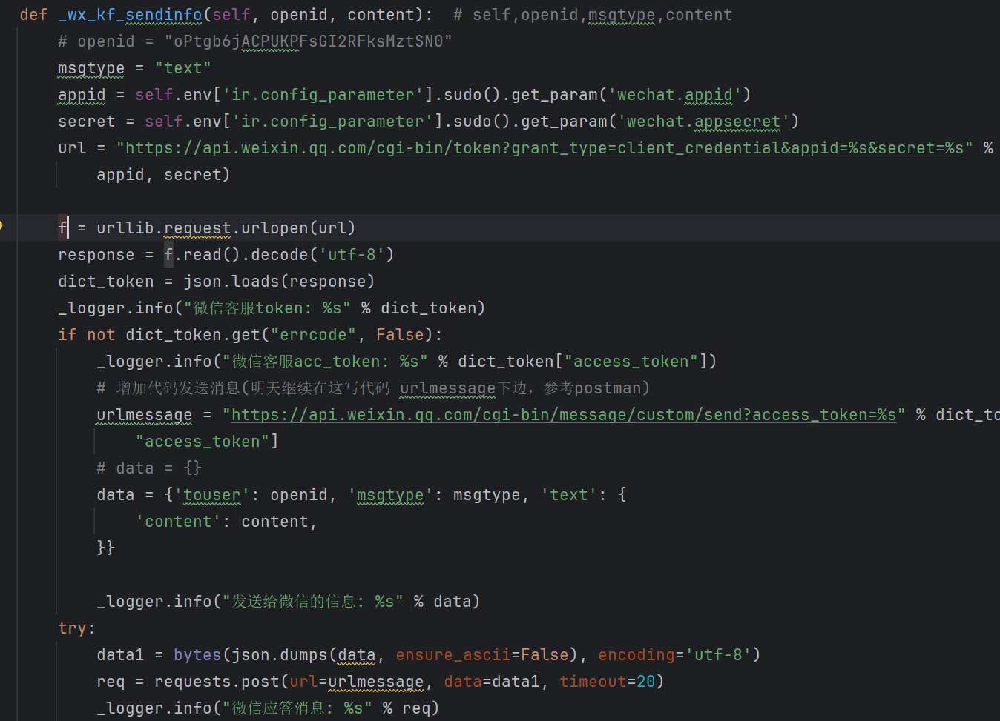 def _wx_kf_sendinfo(self, openid, content):  # self,openid,msgtype,content
# openid = "oPtgb6jACPUKPFsGI2RFksMztSN0"
msgtype = "text"
appid = self.env['ir.config_parameter'].sudo().get_param('wechat.appid')
secret = self.env['ir.config_parameter'].sudo().get_param('wechat.appsecret')
url = "https://api.weixin.qq.com/cgi-bin/token?grant_type=client_credential&appid=%s&secret=%s" %
appid, secret)
f = urllib.request.urlopen(url)
response = f.read().decode('utf-8')
dict_token = json.loads(response)
_logger.info("微信客服token: %s" % dict_token)
if not dict_token.get("errcode", False):
_logger.info("微信客服acc_token: %s" % dict_token["access_token"])
# 增加代码发送消息(明天继续在这写代码 urlmessage下边，参考postman)
urlmessage = "https://api.weixin.qq.com/cgi-bin/message/custom/send?access_token=%s" % dict_to
"access_token"]
# data = {}
data = {'touser': openid, 'msgtype': msgtype, 'text': {
'content': content,
}}
_logger.info("发送给微信的信息: %s" % data)
try:
data1 = bytes(json.dumps(data, ensure_ascii=False), encoding='utf-8')
req = requests.post(url=urlmessage, data=data1, timeout=20)
_logger.info("微信应答消息: %s" % req)